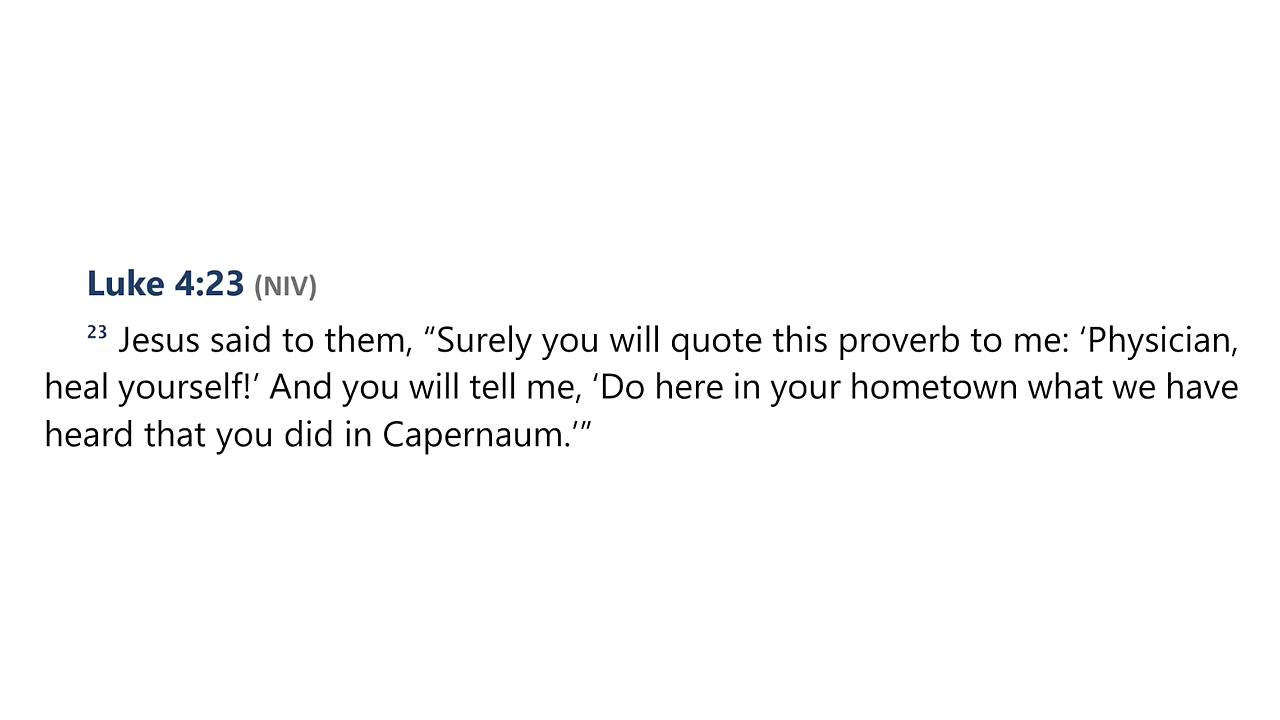 Luke 4:23 (NIV)
23 Jesus said to them, “Surely you will quote this proverb to me: ‘Physician,
heal yourself!’ And you will tell me, ‘Do here in your hometown what we have
heard that you did in Capernaum.’”